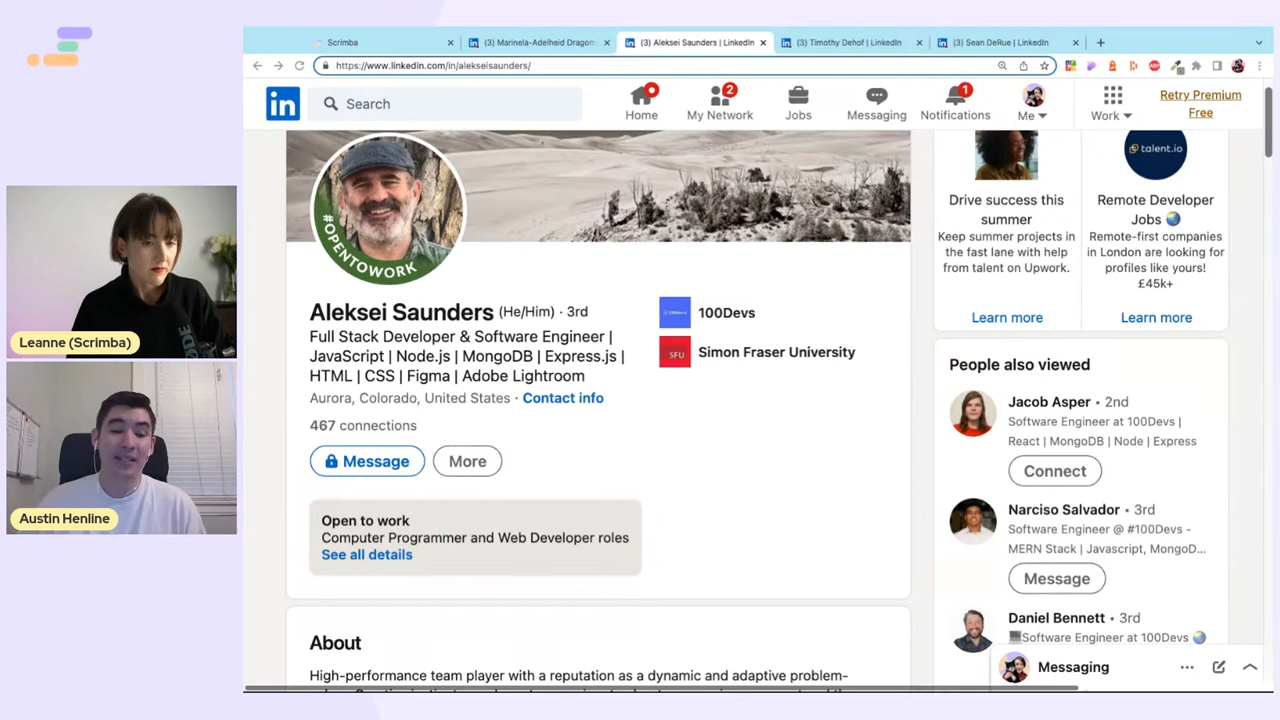 Scrimba
(3) Marinela-Adelheid Dragom
(3) Aleksei Saunders | LinkedIn
(3) Timothy Dehof | LinkedIn
(3) Sean DeRue | LinkedIn
https://www.linkedin.com/in/alekseisaunders/
in
Search
Home
2
My Network
Jobs
Messaging
1
Notifications
Me
Work
Retry Premium
Free
#OPENTOWORK
Aleksei Saunders (He/Him) · 3rd
Full Stack Developer & Software Engineer |
JavaScript | Node.js | MongoDB | Express.js |
HTML | CSS | Figma | Adobe Lightroom
Aurora, Colorado, United States · Contact info
467 connections
Message
More
100Devs
SFU
Simon Fraser University
Open to work
Computer Programmer and Web Developer roles
See all details
About
High-performance team player with a reputation as a dynamic and adaptive problem-
talent.io
Drive success this
summer
Keep summer projects in
the fast lane with help
from talent on Upwork.
Learn more
Remote Developer
Jobs
Remote-first companies
in London are looking for
profiles like yours!
£45k+
Learn more
People also viewed
Jacob Asper · 2nd
Software Engineer at 100Devs |
React | MongoDB | Node | Express
Connect
Narciso Salvador · 3rd
Software Engineer @ #100Devs -
MERN Stack | Javascript, MongoD...
Message
Daniel Bennett · 3rd
Software Engineer at 100Devs
Messaging
Leanne (Scrimba)
Austin Henline